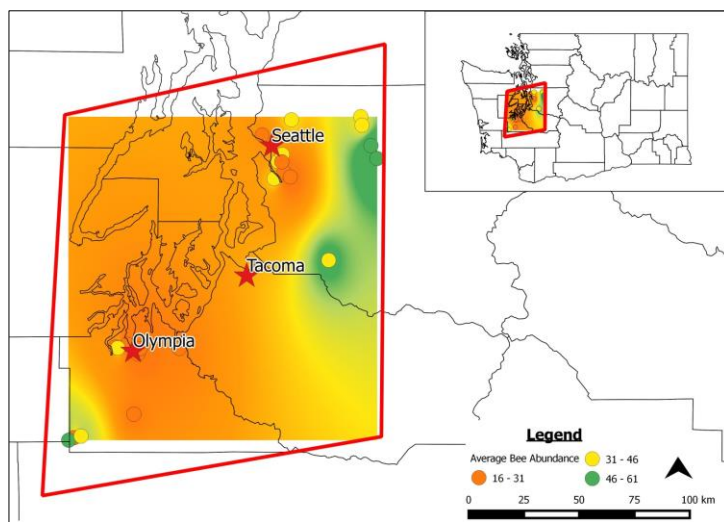 Seattle
Tacoma
Olympia
Legend
Average Bee Abundance
16 - 31
31 - 46
46 - 61
0 25 50 75 100 km